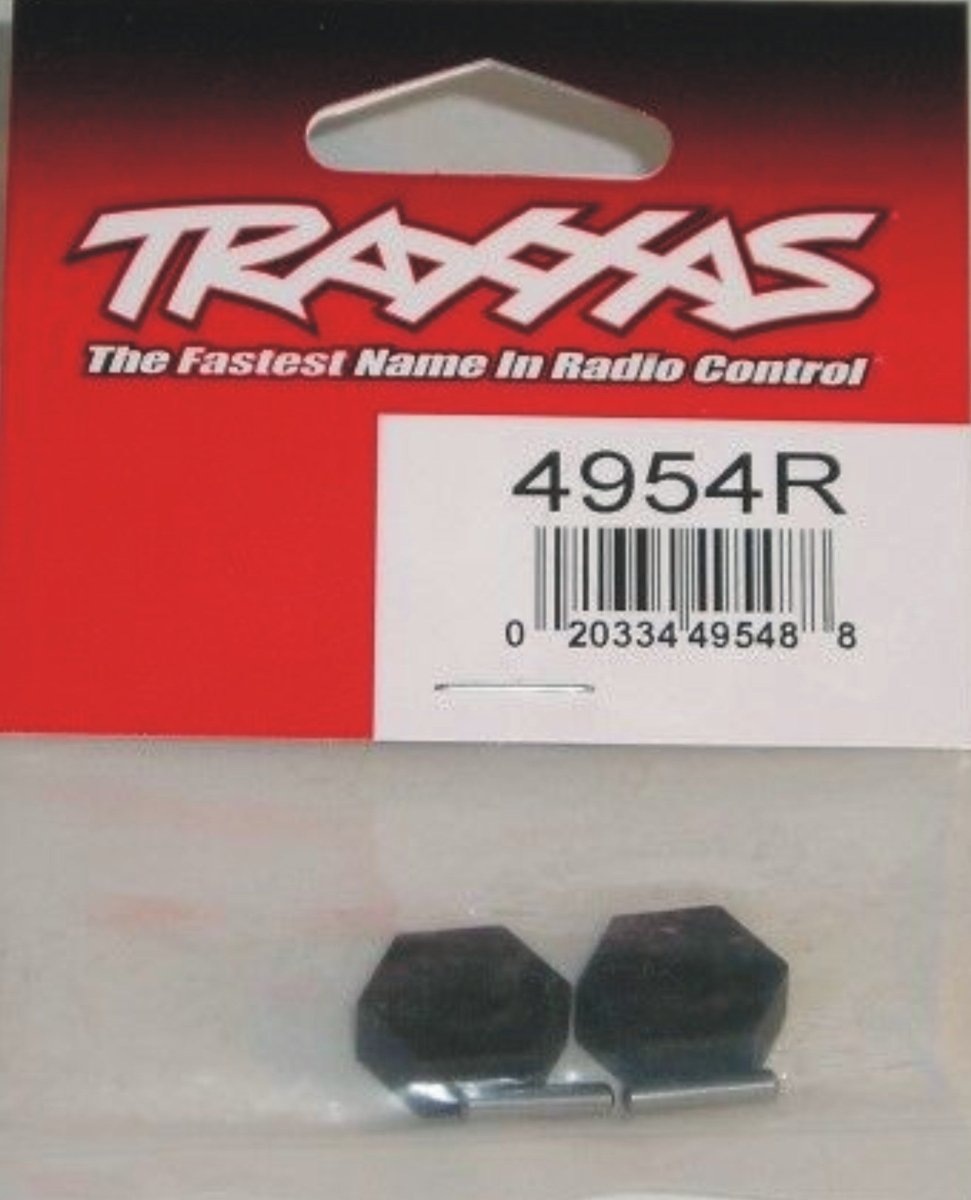 TRAXXAS
The Fastest Name In Radio Control
4954R
0 20334 49548 8